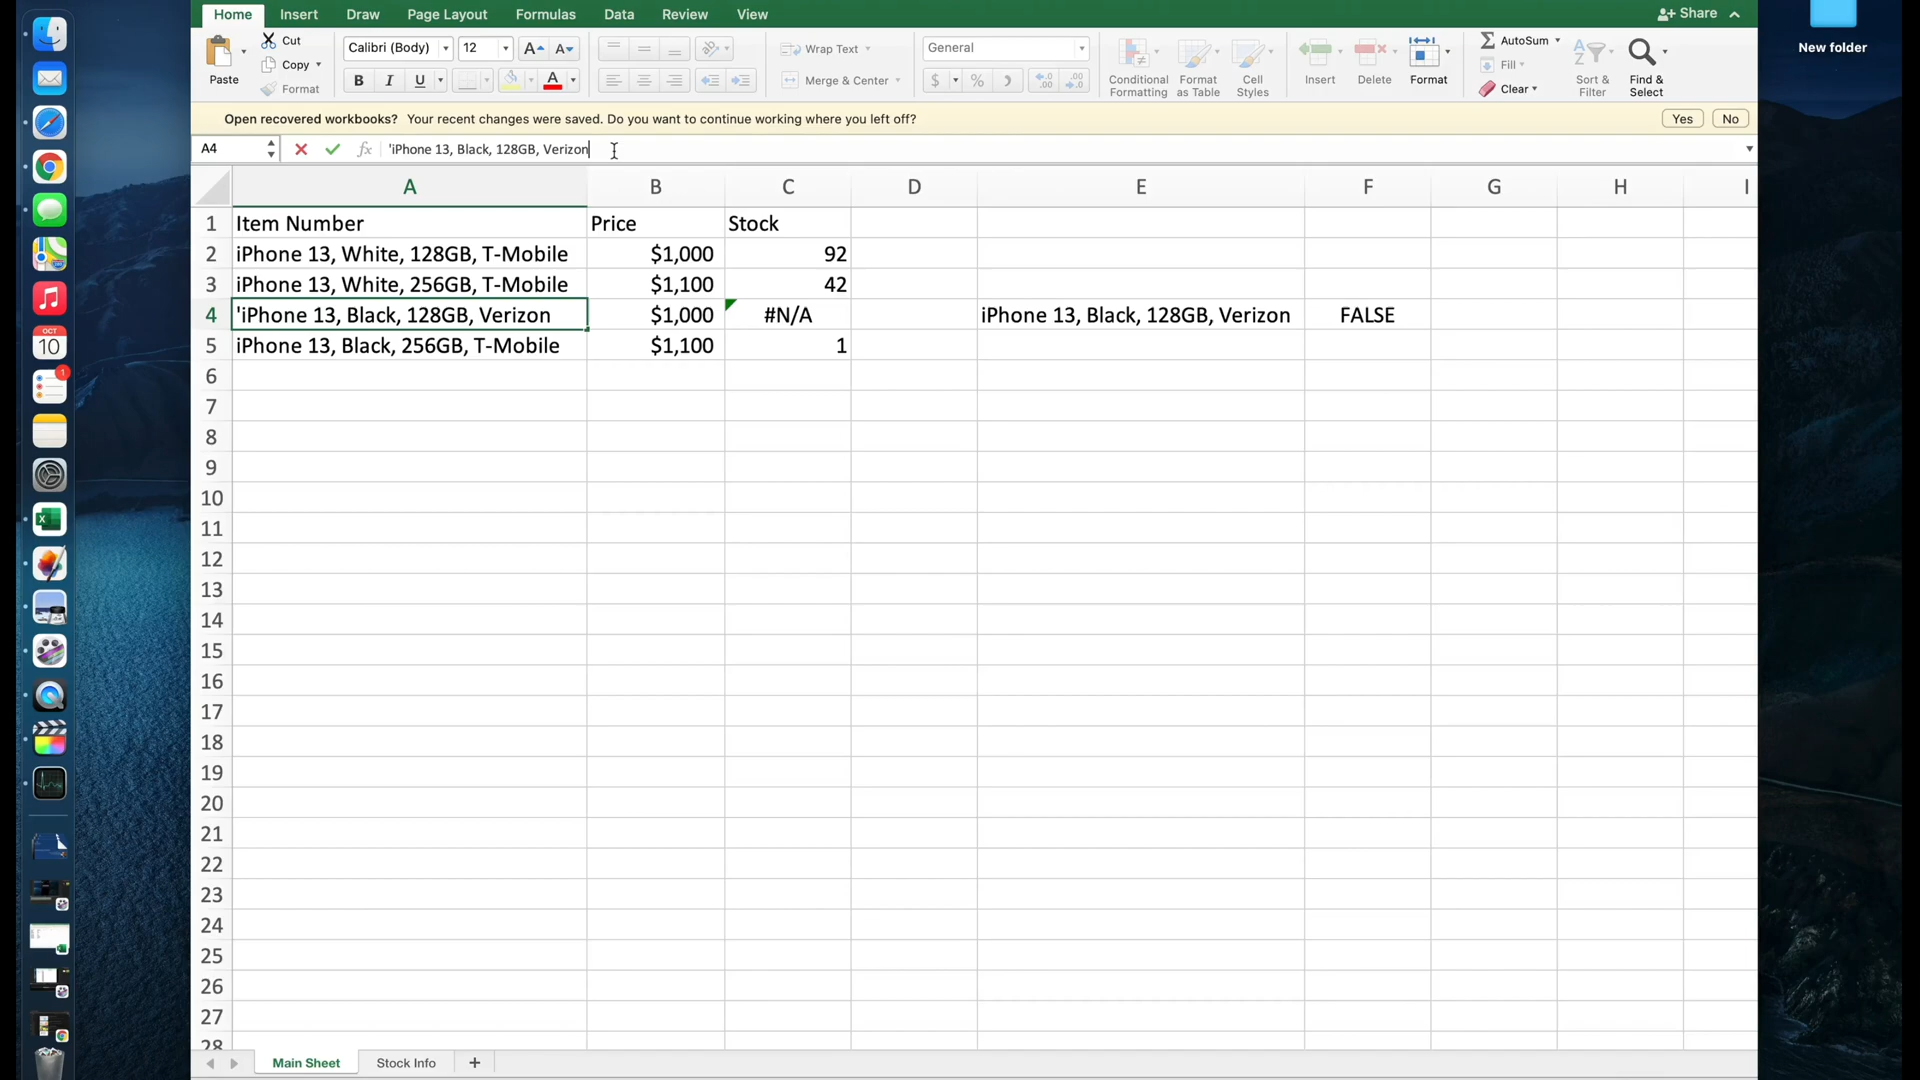 Home Insert Draw Page Layout Formulas Data Review View Share New folder
Paste Cut Copy Format Calibri (Body) 12 A A B I U A Wrap Text Merge & Center General $ % Conditional Formatting Format as Table Cell Styles Insert Delete Format AutoSum Fill Clear Sort & Filter Find & Select
Open recovered workbooks? Your recent changes were saved. Do you want to continue working where you left off? Yes No
A4 fx 'iPhone 13, Black, 128GB, Verizon
A B C D E F G H I
1 Item Number Price Stock
2 iPhone 13, White, 128GB, T-Mobile $1,000 92
3 iPhone 13, White, 256GB, T-Mobile $1,100 42
4 'iPhone 13, Black, 128GB, Verizon $1,000 #N/A iPhone 13, Black, 128GB, Verizon FALSE
5 iPhone 13, Black, 256GB, T-Mobile $1,100 1
6
7
8
9
10
11
12
13
14
15
16
17
18
19
20
21
22
23
24
25
26
27
28
Main Sheet Stock Info +
OCT
10
1